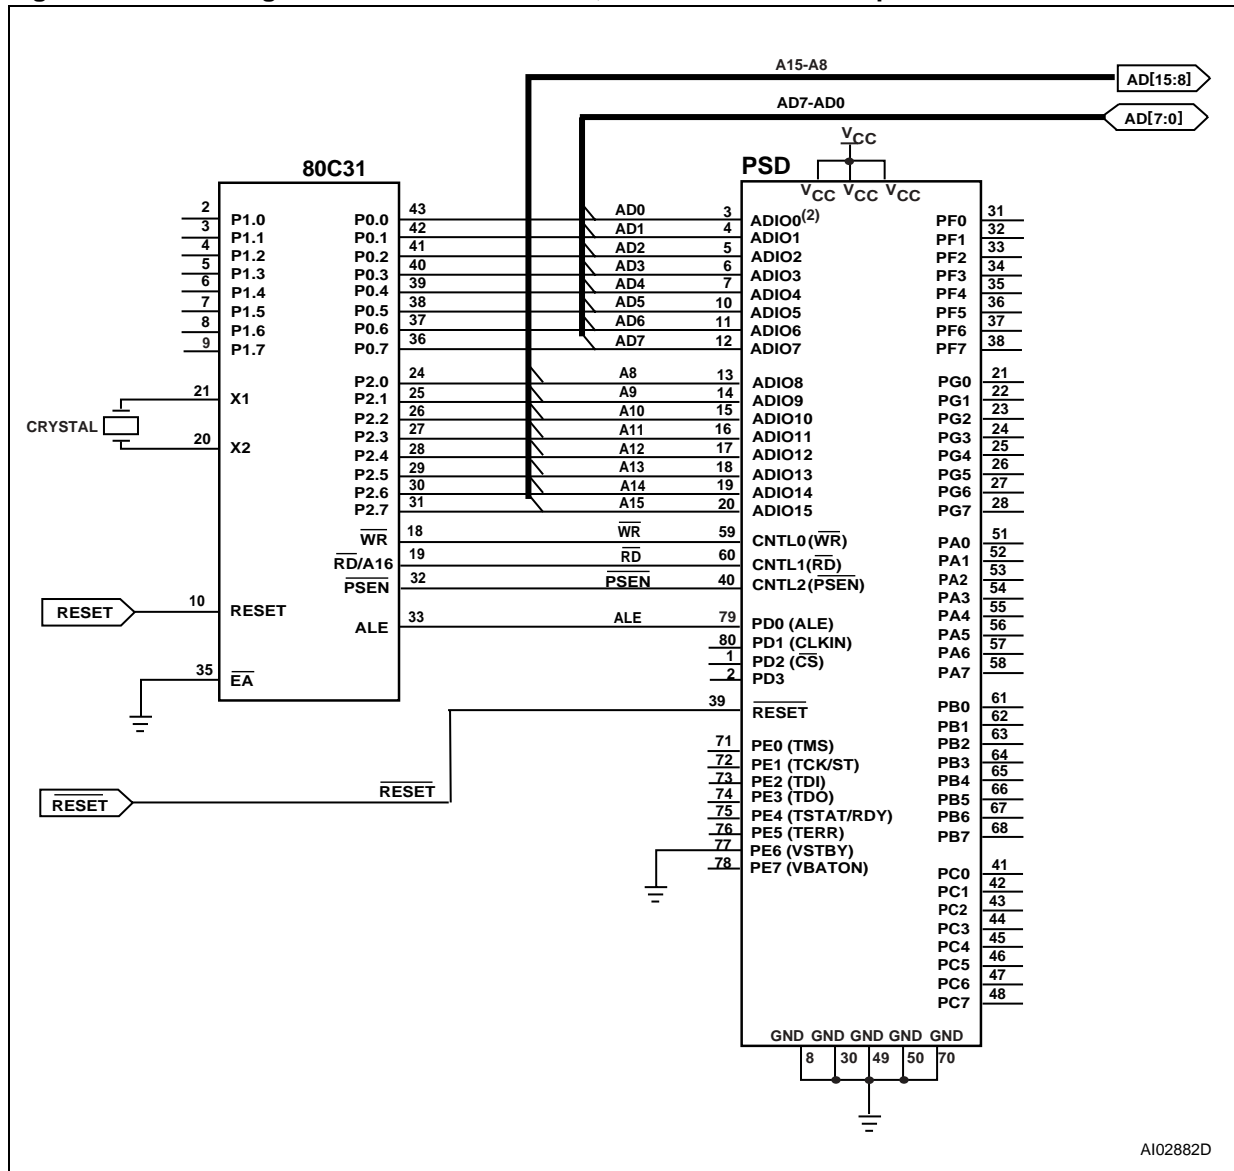 A15-A8
AD[15:8]
AD7-AD0
AD[7:0]
VCC
80C31
PSD
VCC VCC VCC
2 P1.0 P0.0 43 AD0 3 ADIO0(2) PF0 31
3 P1.1 P0.1 42 AD1 4 ADIO1 PF1 32
4 P1.2 P0.2 41 AD2 5 ADIO2 PF2 33
5 P1.3 P0.3 40 AD3 6 ADIO3 PF3 34
6 P1.4 P0.4 39 AD4 7 ADIO4 PF4 35
7 P1.5 P0.5 38 AD5 10 ADIO5 PF5 36
8 P1.6 P0.6 37 AD6 11 ADIO6 PF6 37
9 P1.7 P0.7 36 AD7 12 ADIO7 PF7 38
P2.0 24 A8 13 ADIO8 PG0 21
21 X1 P2.1 25 A9 14 ADIO9 PG1 22
P2.2 26 A10 15 ADIO10 PG2 23
CRYSTAL P2.3 27 A11 16 ADIO11 PG3 24
20 X2 P2.4 28 A12 17 ADIO12 PG4 25
P2.5 29 A13 18 ADIO13 PG5 26
P2.6 30 A14 19 ADIO14 PG6 27
P2.7 31 A15 20 ADIO15 PG7 28
WR 18 WR 59 CNTL0(WR) PA0 51
RD/A16 19 RD 60 CNTL1(RD) PA1 52
PSEN 32 PSEN 40 CNTL2(PSEN) PA2 53
PA3 54
RESET 10 RESET PA4 55
ALE 33 ALE 79 PD0 (ALE) PA5 56
80 PD1 (CLKIN) PA6 57
1 PD2 (CS) PA7 58
35 EA 2 PD3
39 RESET PB0 61
PB1 62
71 PE0 (TMS) PB2 63
72 PE1 (TCK/ST) PB3 64
73 PE2 (TDI) PB4 65
RESET RESET 74 PE3 (TDO) PB5 66
75 PE4 (TSTAT/RDY) PB6 67
76 PE5 (TERR) PB7 68
77 PE6 (VSTBY)
78 PE7 (VBATON) PC0 41
PC1 42
PC2 43
PC3 44
PC4 45
PC5 46
PC6 47
PC7 48
GND GND GND GND GND
8 30 49 50 70
AI02882D